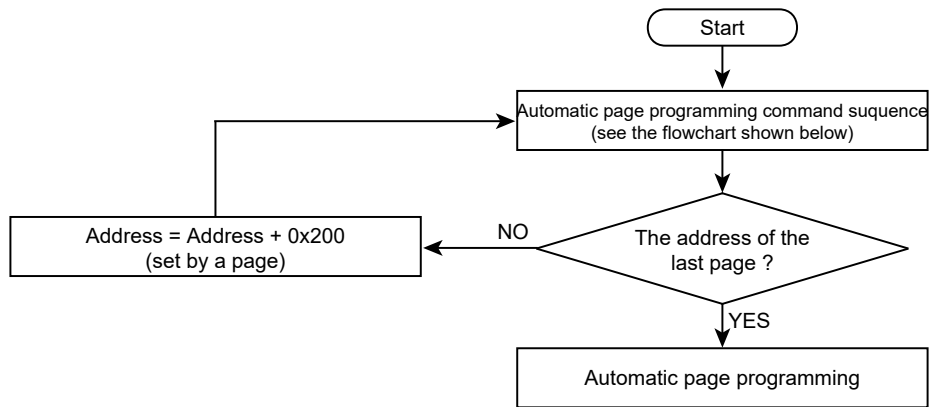 Start
Automatic page programming command suquence
(see the flowchart shown below)
Address = Address + 0x200
(set by a page)
NO
The address of the
last page ?
YES
Automatic page programming